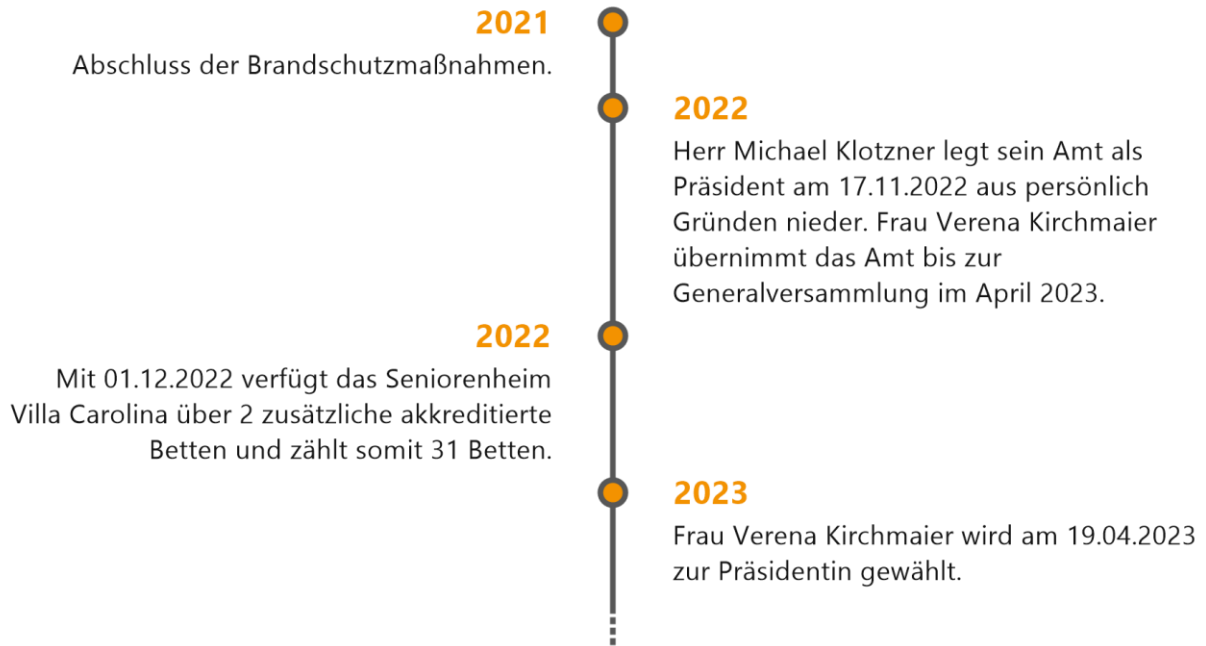 2021
Abschluss der Brandschutzmaßnahmen.
2022
Herr Michael Klotzner legt sein Amt als
Präsident am 17.11.2022 aus persönlich
Gründen nieder. Frau Verena Kirchmaier
übernimmt das Amt bis zur
Generalversammlung im April 2023.
2022
Mit 01.12.2022 verfügt das Seniorenheim
Villa Carolina über 2 zusätzliche akkreditierte
Betten und zählt somit 31 Betten.
2023
Frau Verena Kirchmaier wird am 19.04.2023
zur Präsidentin gewählt.